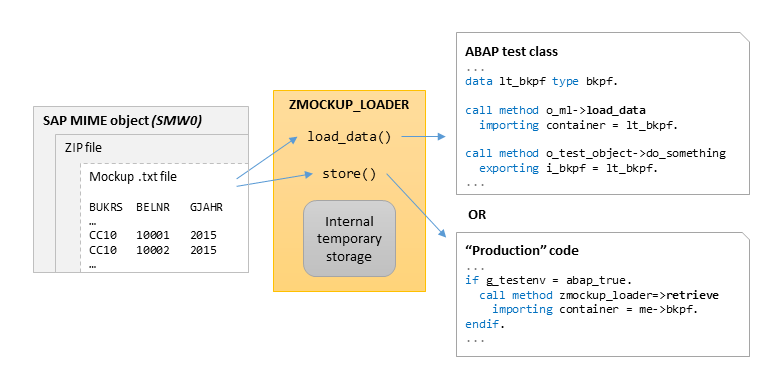 SAP MIME object (SMW0)
ZIP file
Mockup .txt file
BUKRS BELNR GJAHR
…
CC10 10001 2015
CC10 10002 2015
…
ZMOCKUP_LOADER
load_data()
store()
Internal
temporary
storage
ABAP test class
...
data lt_bkpf type bkpf.
call method o_ml->load_data
importing container = lt_bkpf.
call method o_test_object->do_something
exporting i_bkpf = lt_bkpf.
...
OR
“Production” code
...
if g_testenv = abap_true.
call method zmockup_loader=>retrieve
importing container = me->bkpf.
endif.
...